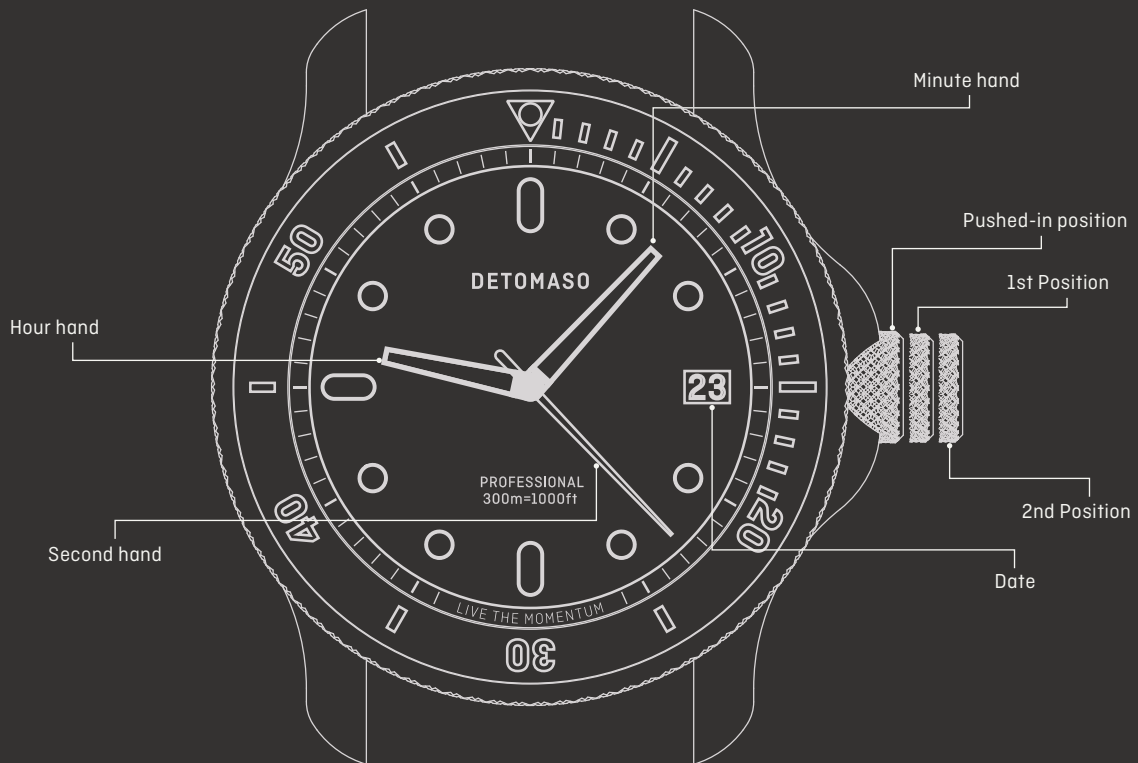 Minute hand
Pushed-in position
1st Position
10
50
DETOMASO
Hour hand
23
PROFESSIONAL
300m=1000ft
20
40
2nd Position
Second hand
Date
LIVE THE MOMENTUM
30